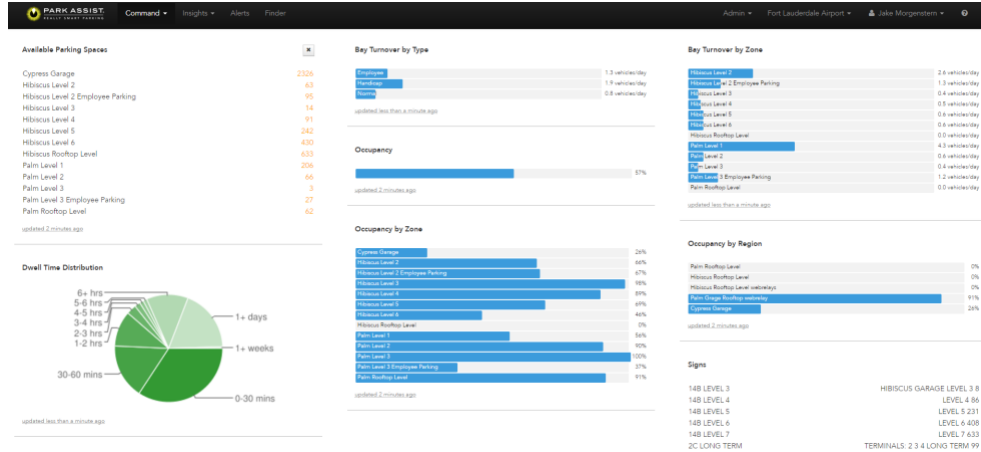 PARK ASSIST.
REALLY SMART PARKING
Command
Insights
Alerts
Finder
Admin
Fort Lauderdale Airport
Jake Morgenstern
Available Parking Spaces
Cypress Garage 2326
Hibiscus Level 2 63
Hibiscus Level 2 Employee Parking 95
Hibiscus Level 3 14
Hibiscus Level 4 91
Hibiscus Level 5 242
Hibiscus Level 6 430
Hibiscus Rooftop Level 633
Palm Level 1 206
Palm Level 2 66
Palm Level 3 3
Palm Level 3 Employee Parking 27
Palm Rooftop Level 62
updated 2 minutes ago
Dwell Time Distribution
6+ hrs
5-6 hrs
4-5 hrs
3-4 hrs
2-3 hrs
1-2 hrs
30-60 mins
1+ days
1+ weeks
0-30 mins
updated less than a minute ago
Bay Turnover by Type
Employee 1.3 vehicles/day
Handicap 1.9 vehicles/day
Normal 0.8 vehicles/day
updated less than a minute ago
Occupancy
57%
updated 2 minutes ago
Occupancy by Zone
Cypress Garage 26%
Hibiscus Level 2 66%
Hibiscus Level 2 Employee Parking 67%
Hibiscus Level 3 98%
Hibiscus Level 4 89%
Hibiscus Level 5 69%
Hibiscus Level 6 46%
Hibiscus Rooftop Level 0%
Palm Level 1 56%
Palm Level 2 90%
Palm Level 3 100%
Palm Level 3 Employee Parking 37%
Palm Rooftop Level 91%
updated 2 minutes ago
Bay Turnover by Zone
Hibiscus Level 2 2.6 vehicles/day
Hibiscus Level 2 Employee Parking 1.3 vehicles/day
Hibiscus Level 3 0.4 vehicles/day
Hibiscus Level 4 0.5 vehicles/day
Hibiscus Level 5 0.6 vehicles/day
Hibiscus Level 6 0.6 vehicles/day
Hibiscus Rooftop Level 0.0 vehicles/day
Palm Level 1 4.3 vehicles/day
Palm Level 2 0.6 vehicles/day
Palm Level 3 0.4 vehicles/day
Palm Level 3 Employee Parking 1.2 vehicles/day
Palm Rooftop Level 0.0 vehicles/day
updated less than a minute ago
Occupancy by Region
Palm Rooftop Level 0%
Hibiscus Rooftop Level 0%
Hibiscus Rooftop Level webrelays 0%
Palm Grage Rooftop webrelay 91%
Cypress Garage 26%
updated 2 minutes ago
Signs
14B LEVEL 3 HIBISCUS GARAGE LEVEL 3 8
14B LEVEL 4 LEVEL 4 86
14B LEVEL 5 LEVEL 5 231
14B LEVEL 6 LEVEL 6 408
14B LEVEL 7 LEVEL 7 633
2C LONG TERM TERMINALS: 2 3 4 LONG TERM 99